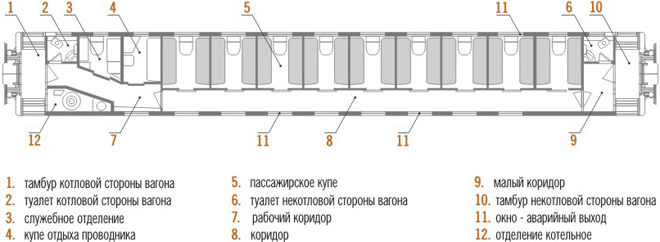 1 2 3 4 5 11 6 10
12 7 11 8 11 9
1. тамбур котловой стороны вагона
2. туалет котловой стороны вагона
3. служебное отделение
4. купе отдыха проводника
5. пассажирское купе
6. туалет некотловой стороны вагона
7. рабочий коридор
8. коридор
9. малый коридор
10. тамбур некотловой стороны вагона
11. окно - аварийный выход
12. отделение котельное